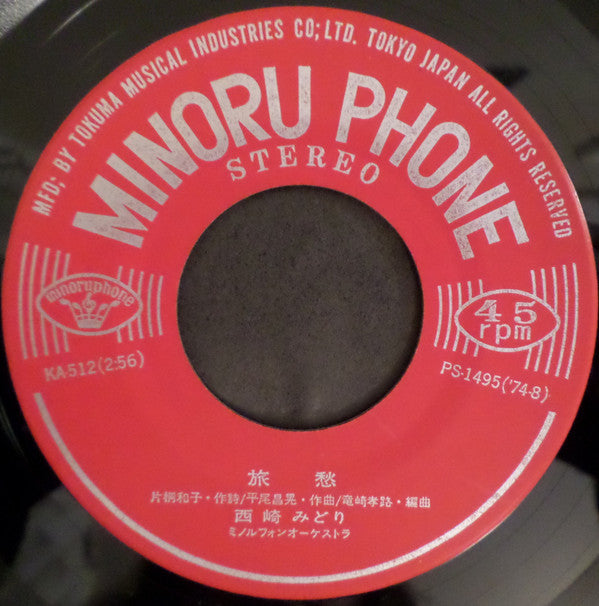 MFD; BY TOKUMA MUSICAL INDUSTRIES CO; LTD. TOKYO JAPAN ALL RIGHTS RESERVED
MINORU PHONE
STEREO
minoruphone
45
rpm
KA-512(2:56)
PS-1495('74-8)
旅 愁
片桐和子・作詩/平尾昌晃・作曲/竜崎孝路・編曲
西崎 みどり
ミノルフォンオーケストラ